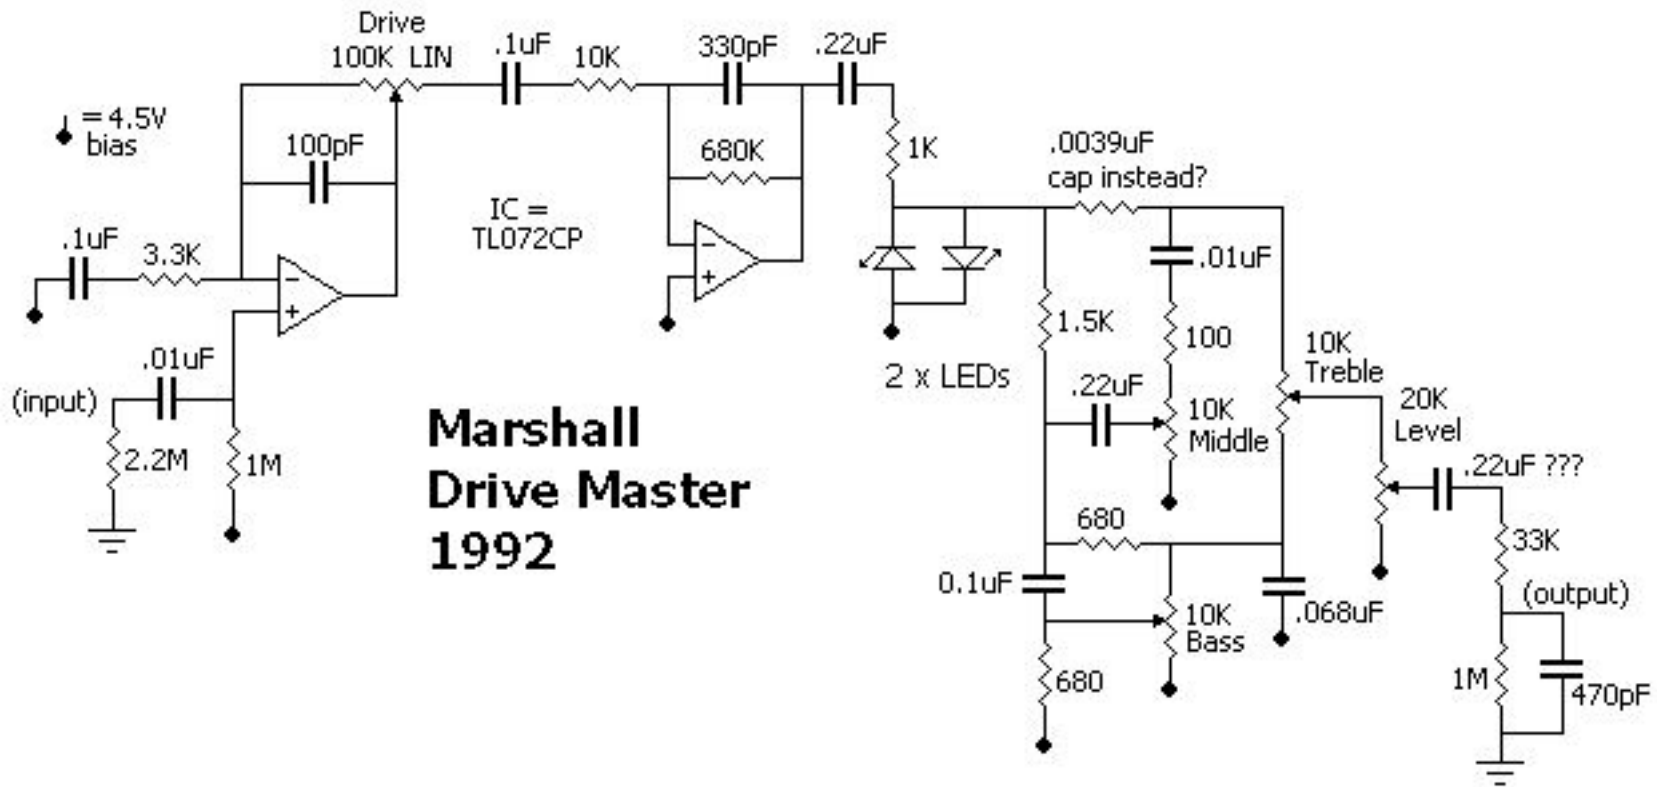 Drive
100K LIN
.1uF
10K
330pF
.22uF
= 4.5V
bias
100pF
680K
1K
.0039uF
cap instead?
IC =
TL072CP
.1uF
3.3K
.01uF
1.5K
100
2 x LEDs
.22uF
10K
Middle
10K
Treble
20K
Level
.01uF
(input)
2.2M
1M
Marshall
Drive Master
1992
.22uF ???
680
33K
0.1uF
10K
Bass
.068uF
(output)
680
1M
470pF
-
+
-
+